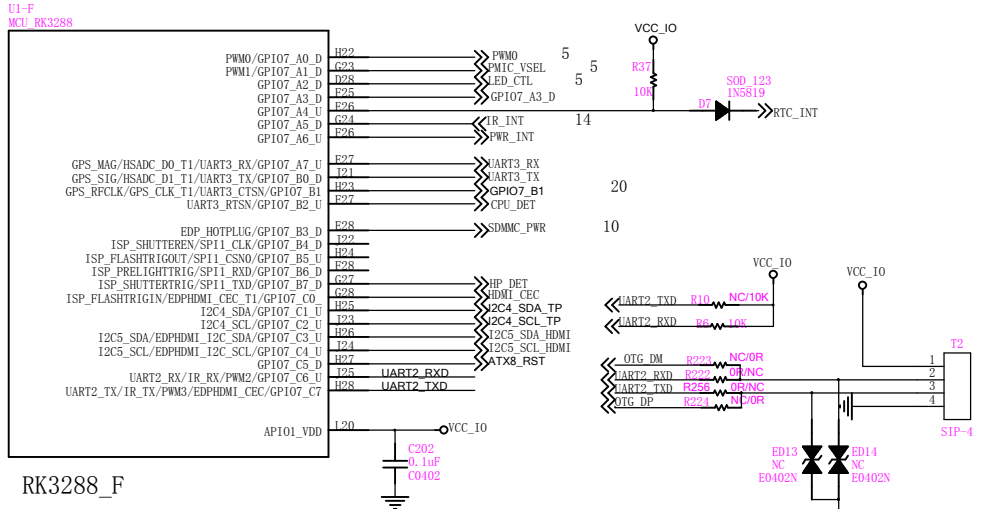 U1-F
MCU_RK3288
PWM0/GPIO7_A0_D H22 PWM0 5
PWM1/GPIO7_A1_D G23 PMIC_VSEL 5
GPIO7_A2_D D28 LED_CTL 5
GPIO7_A3_D F25 GPIO7_A3_D
GPIO7_A4_U E26
GPIO7_A5_D G24 IR_INT 14
GPIO7_A6_U F26 PWR_INT
VCC_IO
R37
10K
SOD_123
1N5819
D7
RTC_INT
GPS_MAG/HSADC_D0_T1/UART3_RX/GPIO7_A7_U E27 UART3_RX
GPS_SIG/HSADC_D1_T1/UART3_TX/GPIO7_B0_D J21 UART3_TX
GPS_RFCLK/GPS_CLK_T1/UART3_CTSN/GPIO7_B1 H23 GPIO7_B1 20
UART3_RTSN/GPIO7_B2_U F27 CPU_DET
EDP_HOTPLUG/GPIO7_B3_D E28 SDMMC_PWR 10
ISP_SHUTTEREN/SPI1_CLK/GPIO7_B4_D J22
ISP_FLASHTRIGOUT/SPI1_CSN0/GPIO7_B5_U H24
ISP_PRELIGHTTRIG/SPI1_RXD/GPIO7_B6_D F28
ISP_SHUTTERTRIG/SPI1_TXD/GPIO7_B7_D G27 HP_DET
ISP_FLASHTRIGIN/EDPHDMI_CEC_T1/GPIO7_C0_ G28 HDMI_CEC
I2C4_SDA/GPIO7_C1_U H25 I2C4_SDA_TP
I2C4_SCL/GPIO7_C2_U J23 I2C4_SCL_TP
I2C5_SDA/EDPHDMI_I2C_SDA/GPIO7_C3_U H26 I2C5_SDA_HDMI
I2C5_SCL/EDPHDMI_I2C_SCL/GPIO7_C4_U J24 I2C5_SCL_HDMI
GPIO7_C5_D H27 ATX8_RST
UART2_RX/IR_RX/PWM2/GPIO7_C6_U J25 UART2_RXD
UART2_TX/IR_TX/PWM3/EDPHDMI_CEC/GPIO7_C7 H28 UART2_TXD
APIO1_VDD L20 VCC_IO
C202
0.1uF
C0402
RK3288_F
VCC_IO
UART2_TXD R10 NC/10K
UART2_RXD R6 10K
VCC_IO
OTG_DM R223 NC/0R
UART2_RXD R222 0R/NC
UART2_TXD R256 0R/NC
OTG_DP R224 NC/0R
T2
1
2
3
4
SIP-4
ED13
NC
E0402N
ED14
NC
E0402N